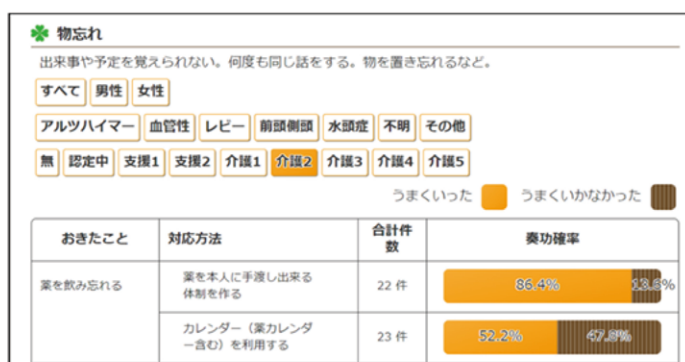 物忘れ
出来事や予定を覚えられない。何度も同じ話をする。物を置き忘れるなど。
すべて 男性 女性
アルツハイマー 血管性 レビー 前頭側頭 水頭症 不明 その他
無 認定中 支援1 支援2 介護1 介護2 介護3 介護4 介護5
うまくいった うまくいかなかった
おきたこと 対応方法 合計件数 奏功確率
薬を飲み忘れる 薬を本人に手渡し出来る 22 件 86.4% 13.6%
体制を作る
カレンダー（薬カレンダ 23 件 52.2% 47.8%
ー含む）を利用する